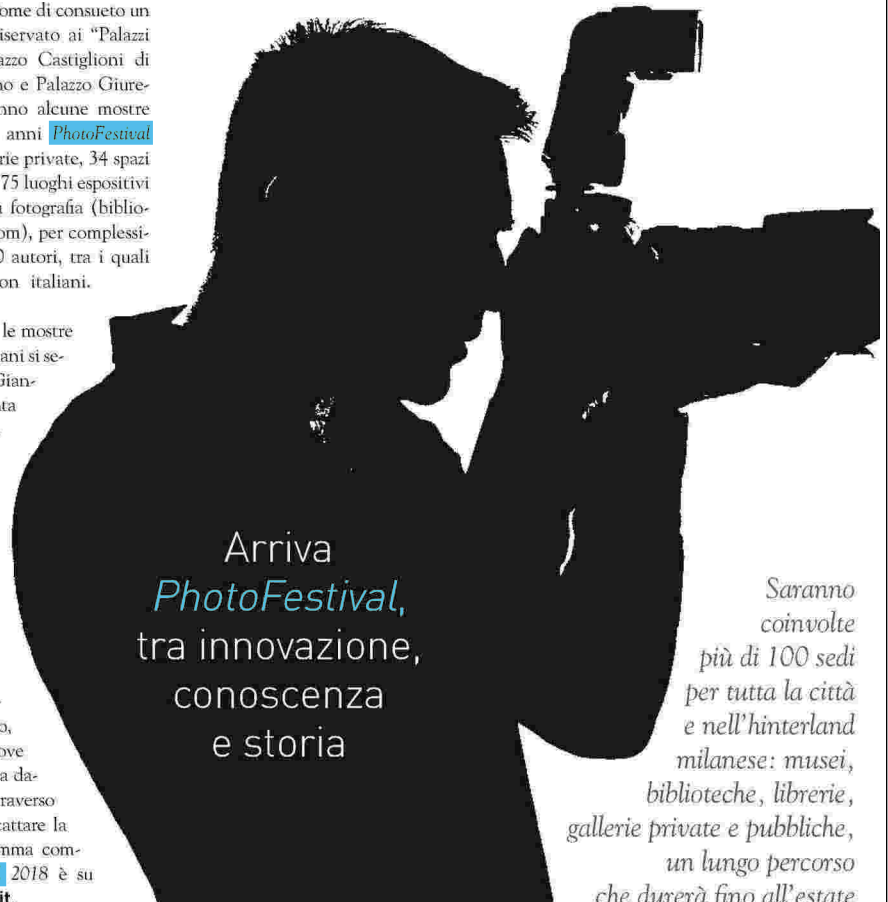 ome di consueto un
iservato ai “Palazzi
azzo Castiglioni di
no e Palazzo Giure-
nno alcune mostre
anni PhotoFestival
rie private, 34 spazi
75 luoghi espositivi
a fotografia (biblio-
om), per complessi-
0 autori, tra i quali
on italiani.
le mostre
ani si se-
Gian-
ta
Arriva
PhotoFestival,
tra innovazione,
conoscenza
e storia
Saranno
coinvolte
più di 100 sedi
per tutta la città
e nell’hinterland
milanese: musei,
biblioteche, librerie,
gallerie private e pubbliche,
un lungo percorso
che durerà fino all’estate
o,
ove
a da-
raverso
cattare la
mma com-
2018 è su
it